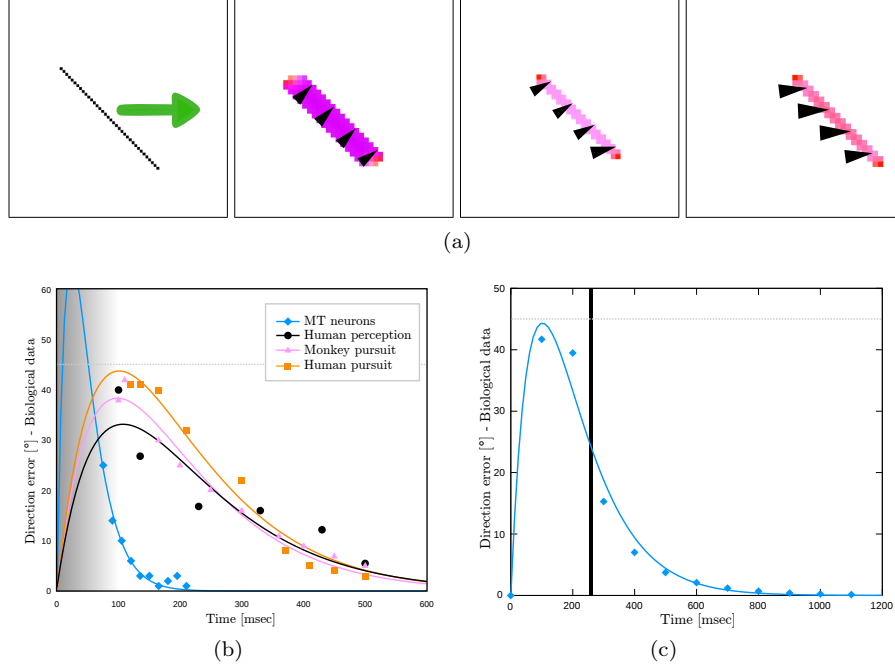 (a)
60
50
40
30
20
10
0
Direction error [°] - Biological data
MT neurons
Human perception
Monkey pursuit
Human pursuit
0 100 200 300 400 500 600
Time [msec]
(b)
50
40
30
20
10
0
Direction error [°] - Biological data
0 200 400 600 800 1000 1200
Time [msec]
(c)